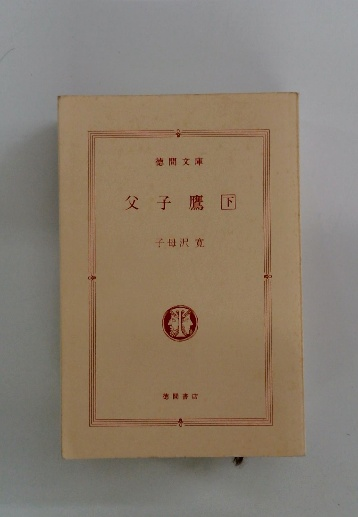 徳間文庫
父子鷹 下
子母沢寛
徳間書店